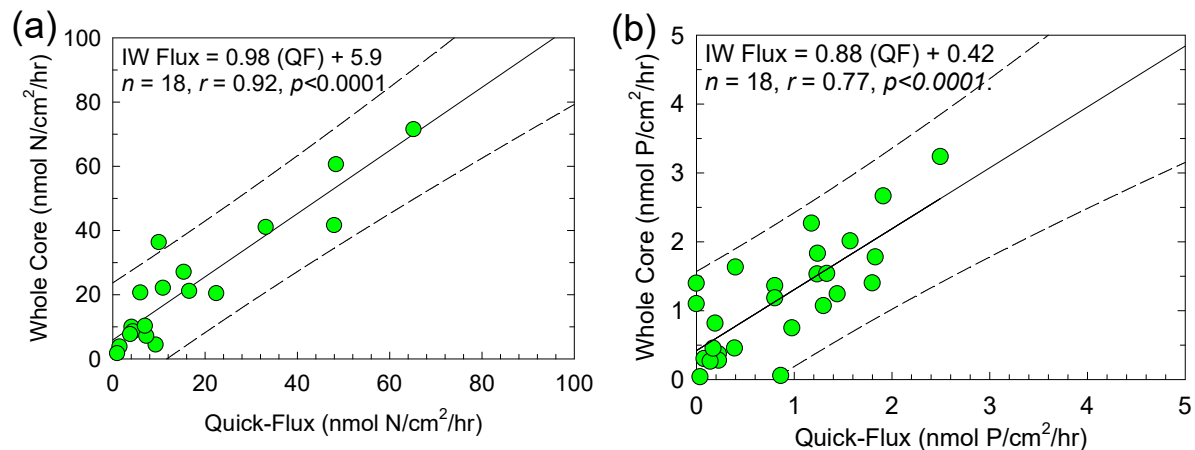 (a)
IW Flux = 0.98 (QF) + 5.9
n = 18, r = 0.92, p<0.0001
Whole Core (nmol N/cm²/hr)
100
80
60
40
20
0
0 20 40 60 80 100
Quick-Flux (nmol N/cm²/hr)
(b)
IW Flux = 0.88 (QF) + 0.42
n = 18, r = 0.77, p<0.0001.
Whole Core (nmol P/cm²/hr)
5
4
3
2
1
0
0 1 2 3 4 5
Quick-Flux (nmol P/cm²/hr)